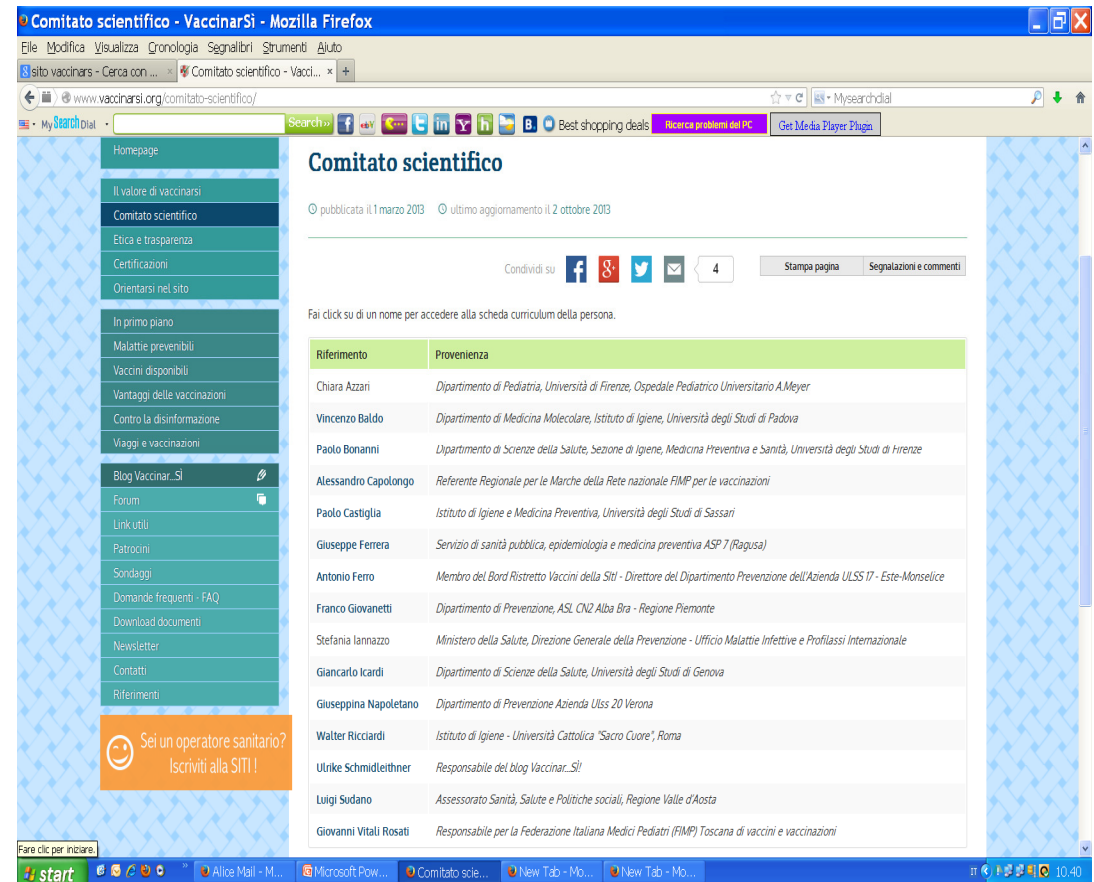 Comitato scientifico - VaccinarSì - Mozilla Firefox
File Modifica Visualizza Cronologia Segnalibri Strumenti Aiuto
sito vaccinars - Cerca con ... × Comitato scientifico - Vacci... × +
www.vaccinarsi.org/comitato-scientifico/ Mysearchdial
My Search Dial Search » Best shopping deals Ricerca problemi del PC Get Media Player Plugin
Homepage
Il valore di vaccinarsi
Comitato scientifico
Etica e trasparenza
Certificazioni
Orientarsi nel sito
In primo piano
Malattie prevenibili
Vaccini disponibili
Vantaggi delle vaccinazioni
Contro la disinformazione
Viaggi e vaccinazioni
Blog Vaccinar...SÌ
Forum
Link utili
Patrocini
Sondaggi
Domande frequenti - FAQ
Download documenti
Newsletter
Contatti
Riferimenti
Sei un operatore sanitario?
Iscriviti alla SITI !
Comitato scientifico
pubblicata il 1 marzo 2013 ultimo aggiornamento il 2 ottobre 2013
Condividi su 4 Stampa pagina Segnalazioni e commenti
Fai click su di un nome per accedere alla scheda curriculum della persona.
Riferimento Provenienza
Chiara Azzari Dipartimento di Pediatria, Università di Firenze, Ospedale Pediatrico Universitario A.Meyer
Vincenzo Baldo Dipartimento di Medicina Molecolare, Istituto di Igiene, Università degli Studi di Padova
Paolo Bonanni Dipartimento di Scienze della Salute, Sezione di Igiene, Medicina Preventiva e Sanità, Università degli Studi di Firenze
Alessandro Capolongo Referente Regionale per le Marche della Rete nazionale FIMP per le vaccinazioni
Paolo Castiglia Istituto di Igiene e Medicina Preventiva, Università degli Studi di Sassari
Giuseppe Ferrera Servizio di sanità pubblica, epidemiologia e medicina preventiva ASP 7 (Ragusa)
Antonio Ferro Membro del Bord Ristretto Vaccini della SItI - Direttore del Dipartimento Prevenzione dell'Azienda ULSS 17 - Este-Monselice
Franco Giovanetti Dipartimento di Prevenzione, ASL CN2 Alba Bra - Regione Piemonte
Stefania Iannazzo Ministero della Salute, Direzione Generale della Prevenzione - Ufficio Malattie Infettive e Profilassi Internazionale
Giancarlo Icardi Dipartimento di Scienze della Salute, Università degli Studi di Genova
Giuseppina Napoletano Dipartimento di Prevenzione Azienda Ulss 20 Verona
Walter Ricciardi Istituto di Igiene - Università Cattolica "Sacro Cuore", Roma
Ulrike Schmidleithner Responsabile del blog Vaccinar...SÌ!
Luigi Sudano Assessorato Sanità, Salute e Politiche sociali, Regione Valle d'Aosta
Giovanni Vitali Rosati Responsabile per la Federazione Italiana Medici Pediatri (FIMP) Toscana di vaccini e vaccinazioni
Fare clic per iniziare.
start Alice Mail - M... Microsoft Pow... Comitato scie... New Tab - Mo... New Tab - Mo... IT 10.40